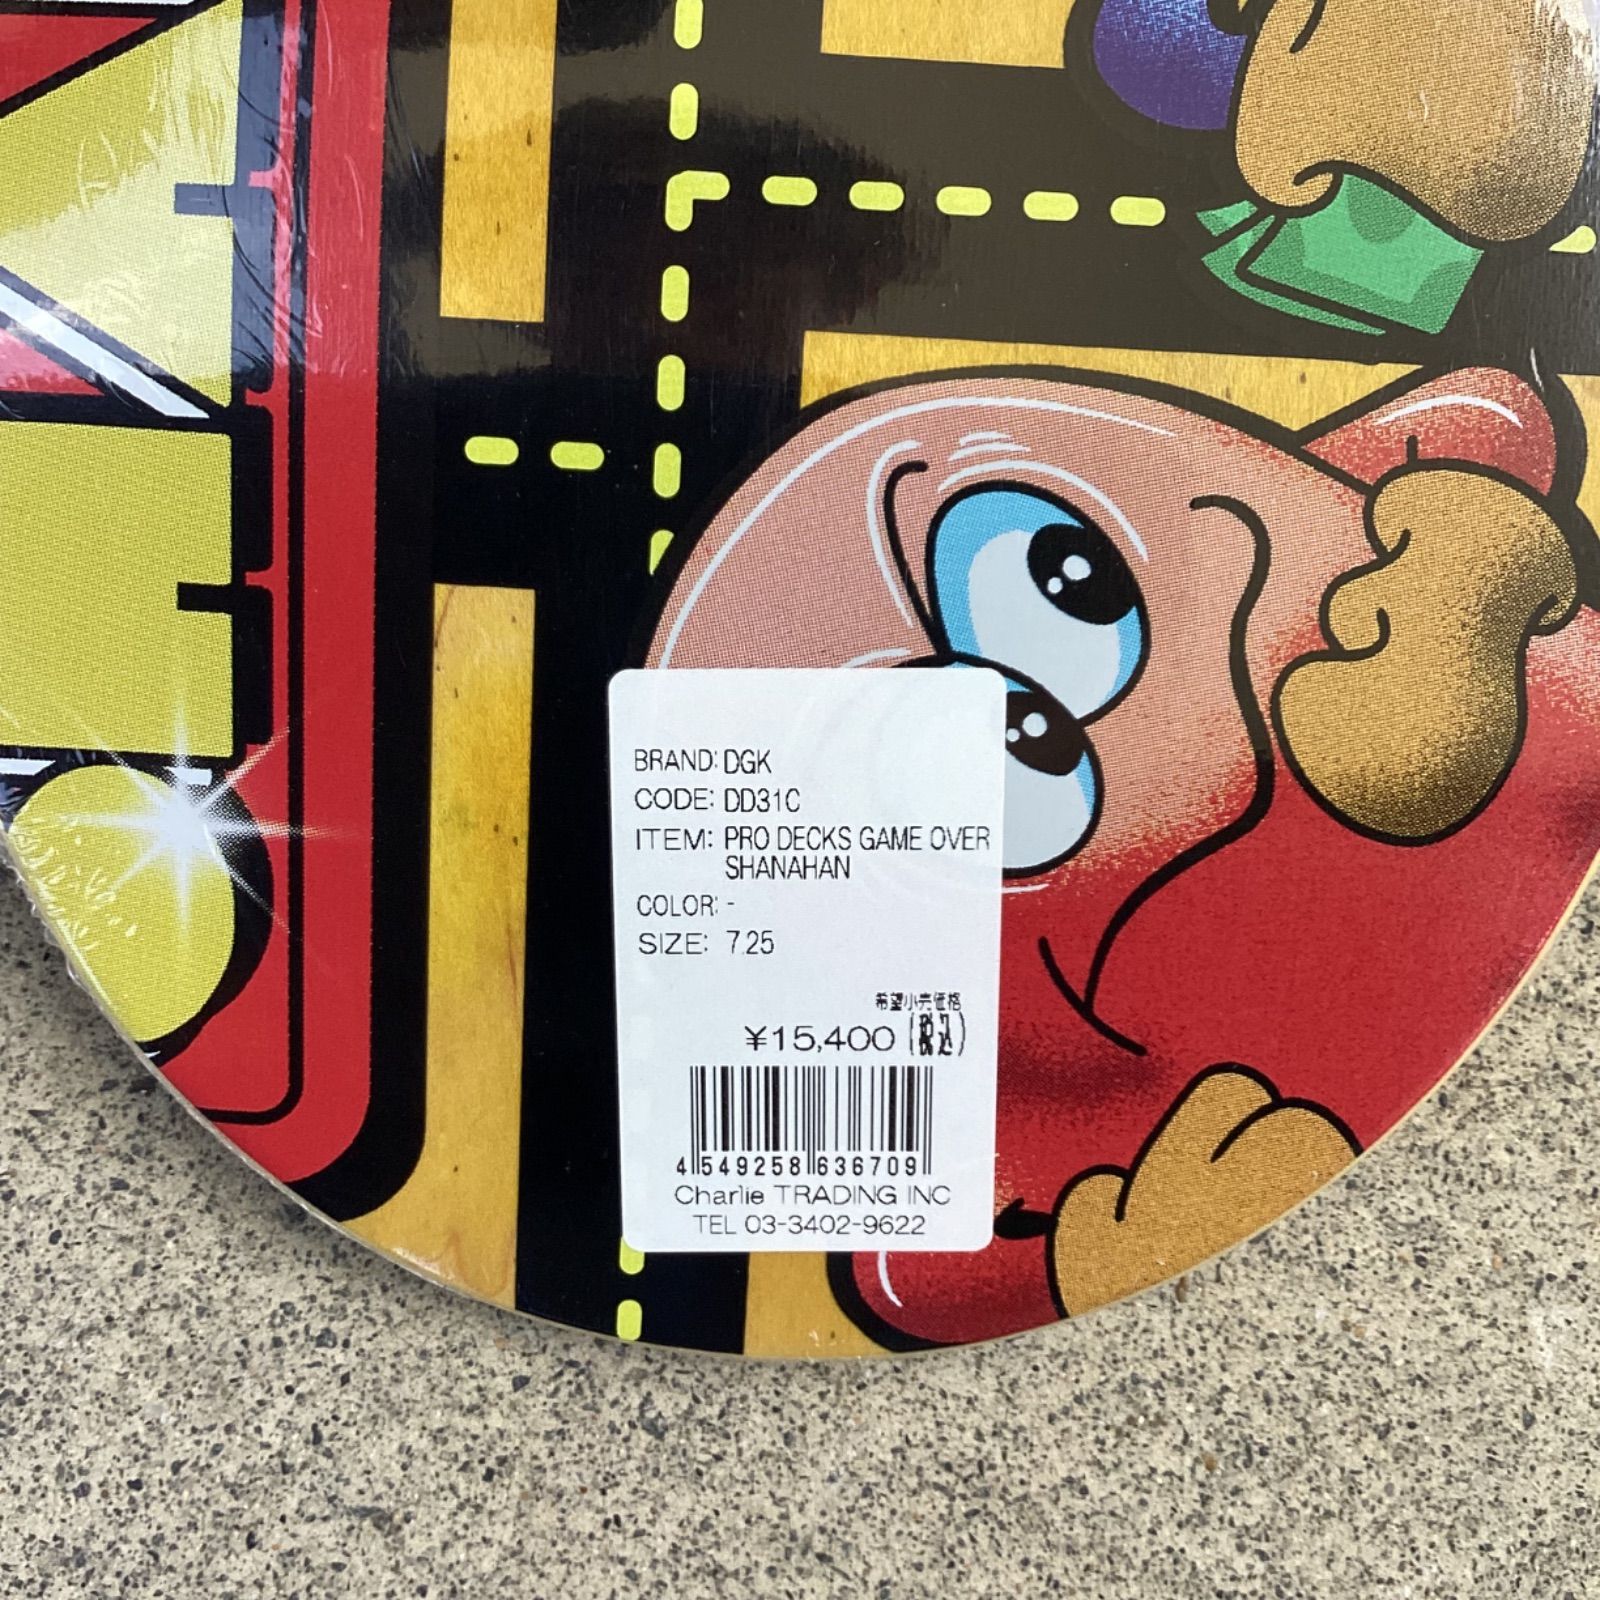 BRAND: DGK
CODE: DD31C
ITEM: PRO DECKS GAME OVER
SHANAHAN
COLOR: -
SIZE: 7.25
希望小売価格
¥15,400 (税込)
4 549258 636709
Charlie TRADING INC
TEL 03-3402-9622